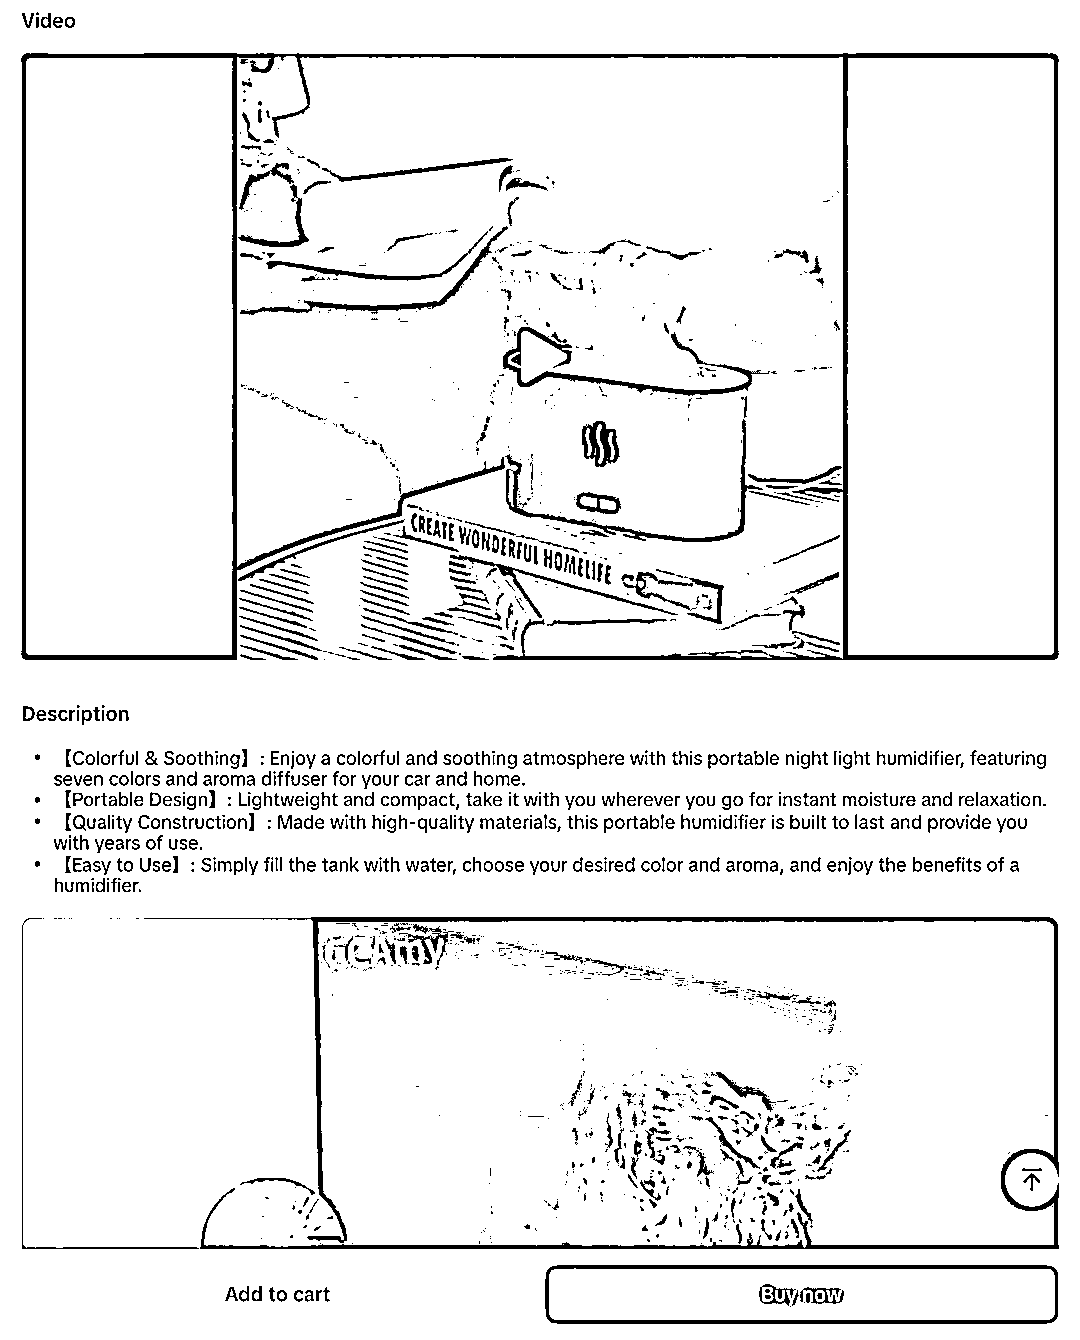 Video
CREATE WONDERFUL HOMELIFE
Description
• 【Colorful & Soothing】 : Enjoy a colorful and soothing atmosphere with this portable night light humidifier, featuring
seven colors and aroma diffuser for your car and home.
• 【Portable Design】 : Lightweight and compact, take it with you wherever you go for instant moisture and relaxation.
• 【Quality Construction】 : Made with high-quality materials, this portable humidifier is built to last and provide you
with years of use.
• 【Easy to Use】 : Simply fill the tank with water, choose your desired color and aroma, and enjoy the benefits of a
humidifier.
Add to cart
Buy now